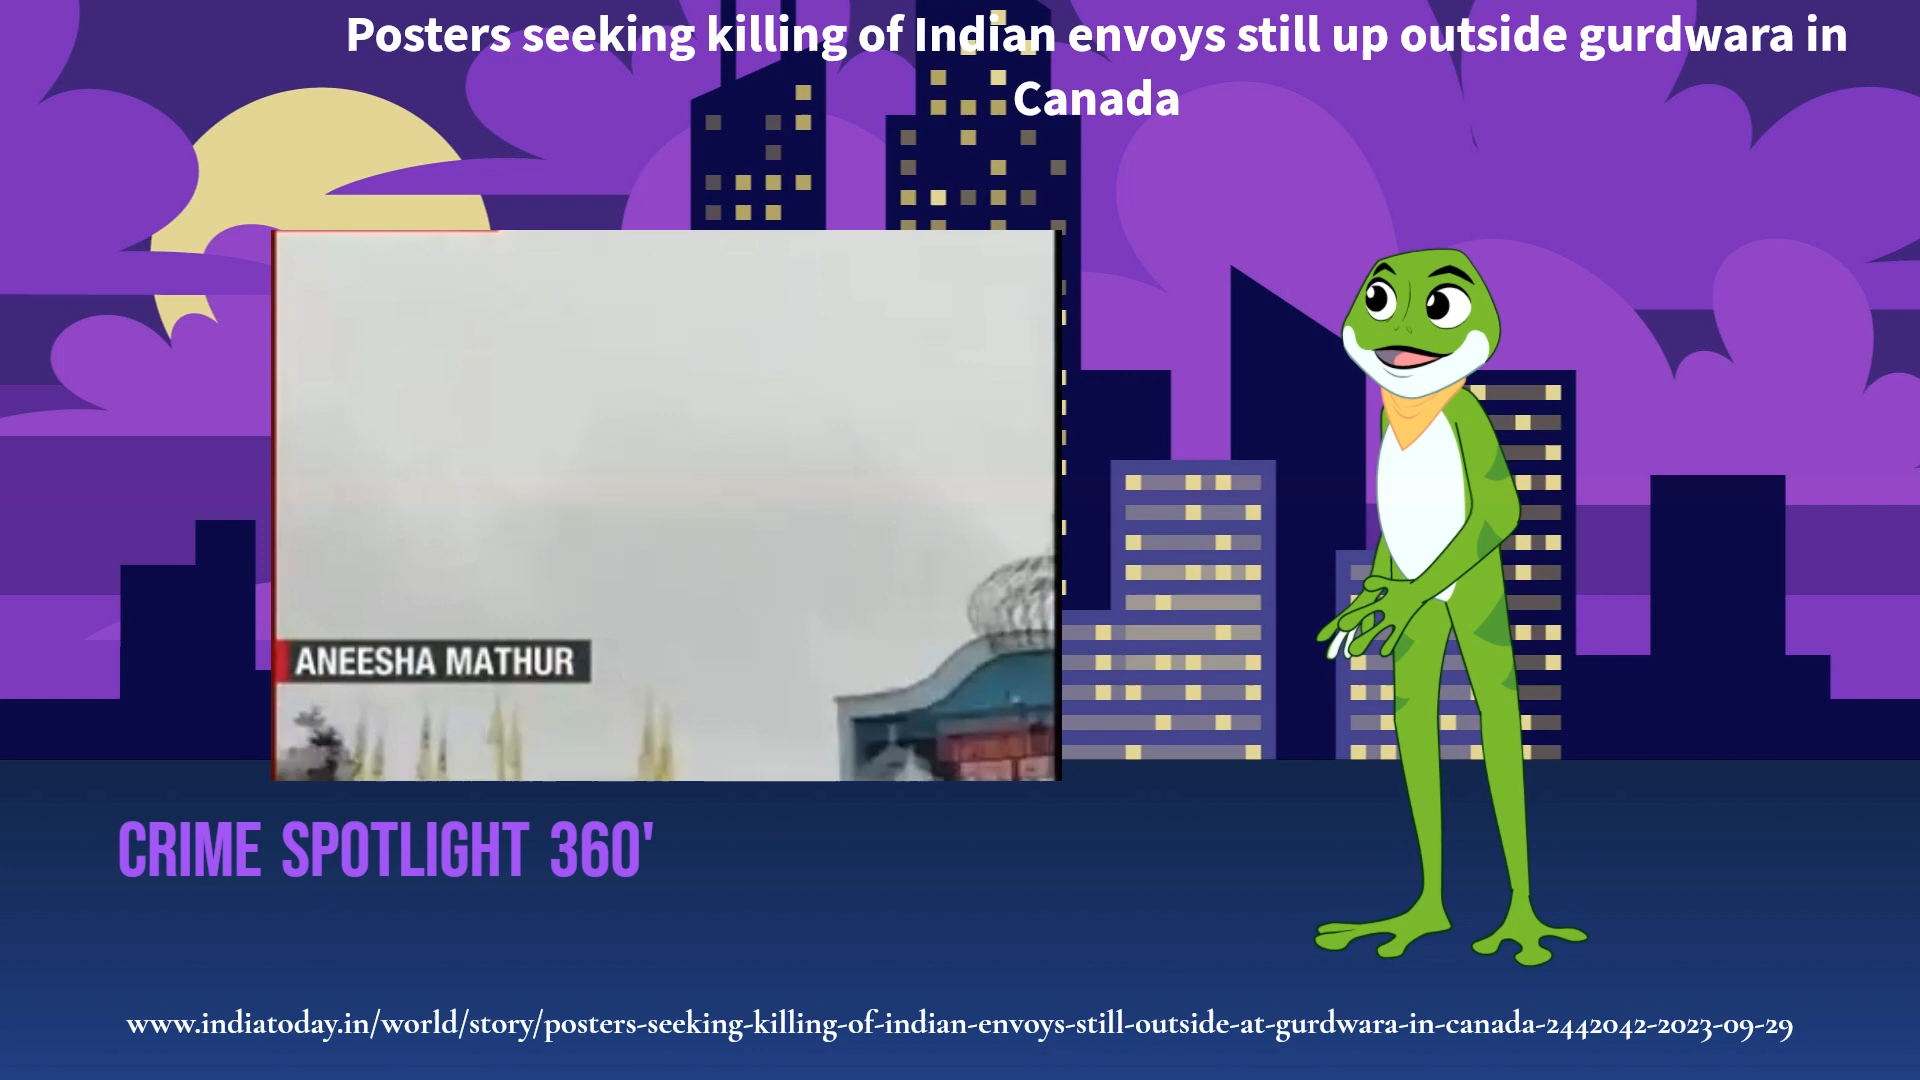 Posters seeking killing of Indian envoys still up outside gurdwara in
Canada
ANEESHA MATHUR
CRIME SPOTLIGHT 360'
www.indiatoday.in/world/story/posters-seeking-killing-of-indian-envoys-still-outside-at-gurdwara-in-canada-2442042-2023-09-29